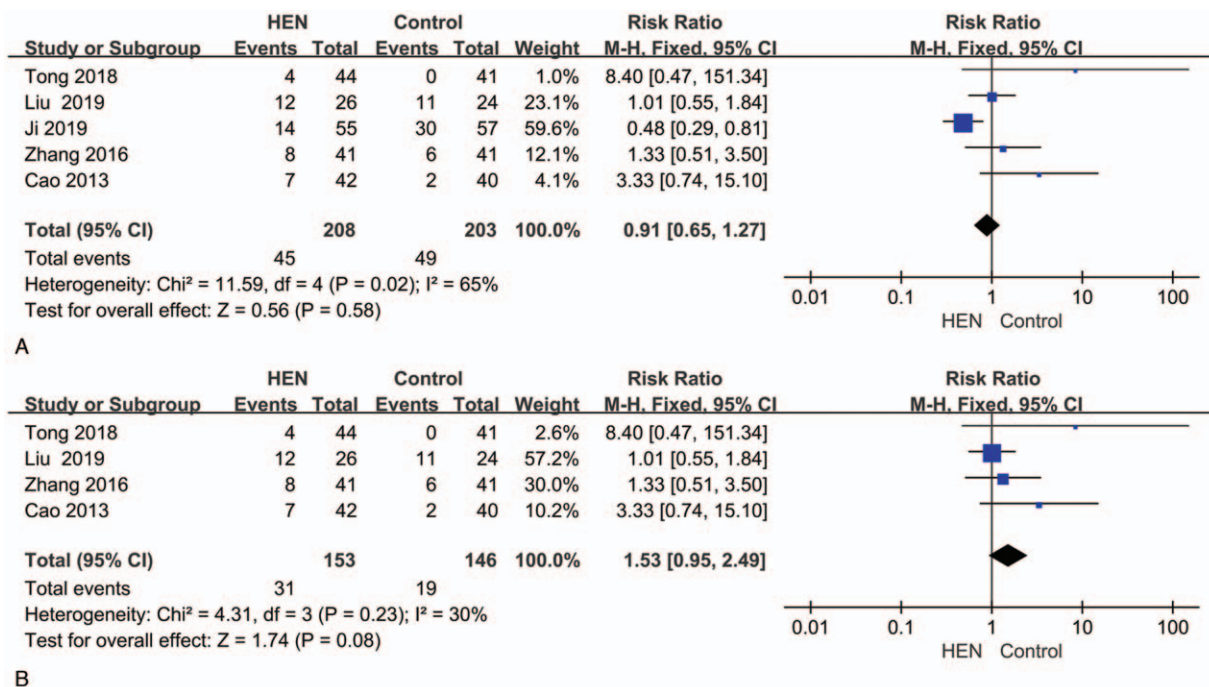 HEN Control Risk Ratio Risk Ratio
Study or Subgroup Events Total Events Total Weight M-H, Fixed, 95% CI M-H, Fixed, 95% CI
Tong 2018 4 44 0 41 1.0% 8.40 [0.47, 151.34]
Liu 2019 12 26 11 24 23.1% 1.01 [0.55, 1.84]
Ji 2019 14 55 30 57 59.6% 0.48 [0.29, 0.81]
Zhang 2016 8 41 6 41 12.1% 1.33 [0.51, 3.50]
Cao 2013 7 42 2 40 4.1% 3.33 [0.74, 15.10]
Total (95% CI) 208 203 100.0% 0.91 [0.65, 1.27]
Total events 45 49
Heterogeneity: Chi² = 11.59, df = 4 (P = 0.02); I² = 65%
Test for overall effect: Z = 0.56 (P = 0.58)
0.01 0.1 1 10 100
HEN Control
A
HEN Control Risk Ratio Risk Ratio
Study or Subgroup Events Total Events Total Weight M-H, Fixed, 95% CI M-H, Fixed, 95% CI
Tong 2018 4 44 0 41 2.6% 8.40 [0.47, 151.34]
Liu 2019 12 26 11 24 57.2% 1.01 [0.55, 1.84]
Zhang 2016 8 41 6 41 30.0% 1.33 [0.51, 3.50]
Cao 2013 7 42 2 40 10.2% 3.33 [0.74, 15.10]
Total (95% CI) 153 146 100.0% 1.53 [0.95, 2.49]
Total events 31 19
Heterogeneity: Chi² = 4.31, df = 3 (P = 0.23); I² = 30%
Test for overall effect: Z = 1.74 (P = 0.08)
0.01 0.1 1 10 100
HEN Control
B